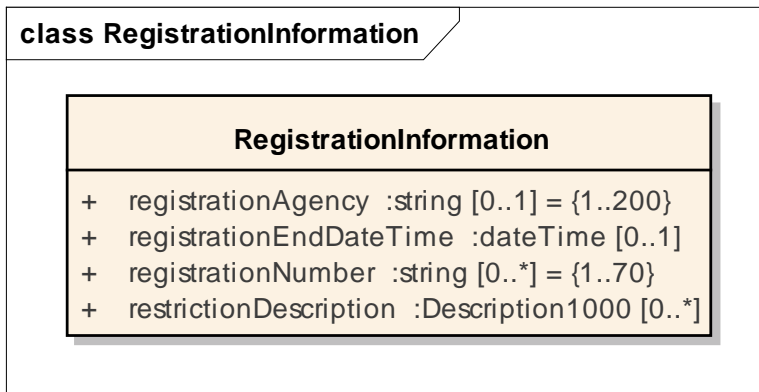 class RegistrationInformation
RegistrationInformation
+ registrationAgency :string [0..1] = {1..200}
+ registrationEndDateTime :dateTime [0..1]
+ registrationNumber :string [0..*] = {1..70}
+ restrictionDescription :Description1000 [0..*]